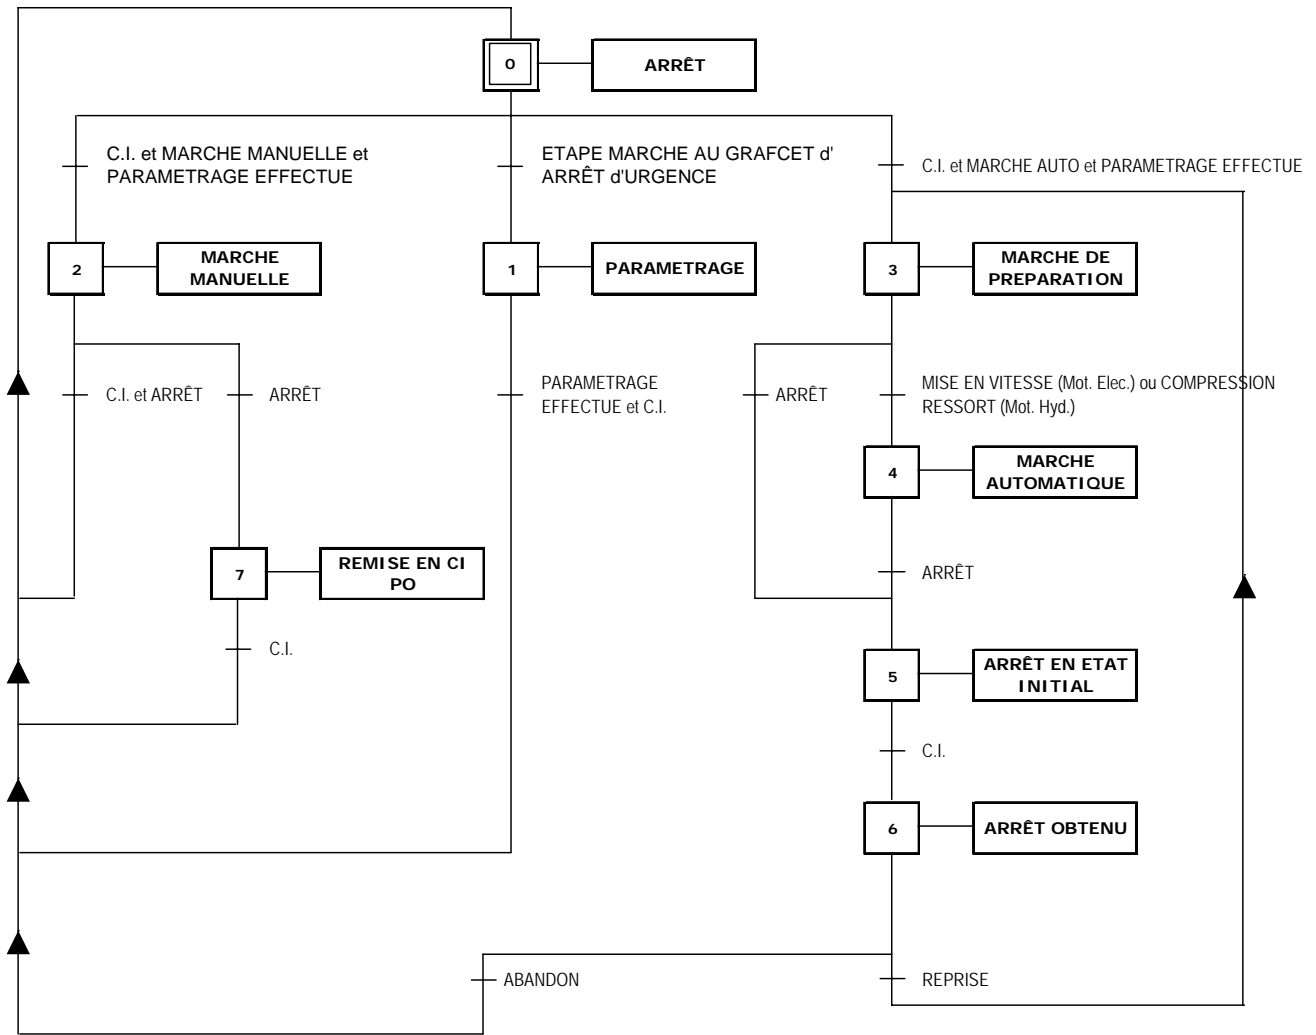 0
ARRÊT
C.I. et MARCHE MANUELLE et
PARAMETRAGE EFFECTUE
ETAPE MARCHE AU GRAFCET d'
ARRÊT d'URGENCE
C.I. et MARCHE AUTO et PARAMETRAGE EFFECTUE
2
MARCHE
MANUELLE
1
PARAMETRAGE
3
MARCHE DE
PREPARATION
C.I. et ARRÊT
ARRÊT
PARAMETRAGE
EFFECTUE et C.I.
ARRÊT
MISE EN VITESSE (Mot. Elec.) ou COMPRESSION
RESSORT (Mot. Hyd.)
4
MARCHE
AUTOMATIQUE
7
REMISE EN CI
PO
ARRÊT
C.I.
5
ARRÊT EN ETAT
INITIAL
C.I.
6
ARRÊT OBTENU
ABANDON
REPRISE